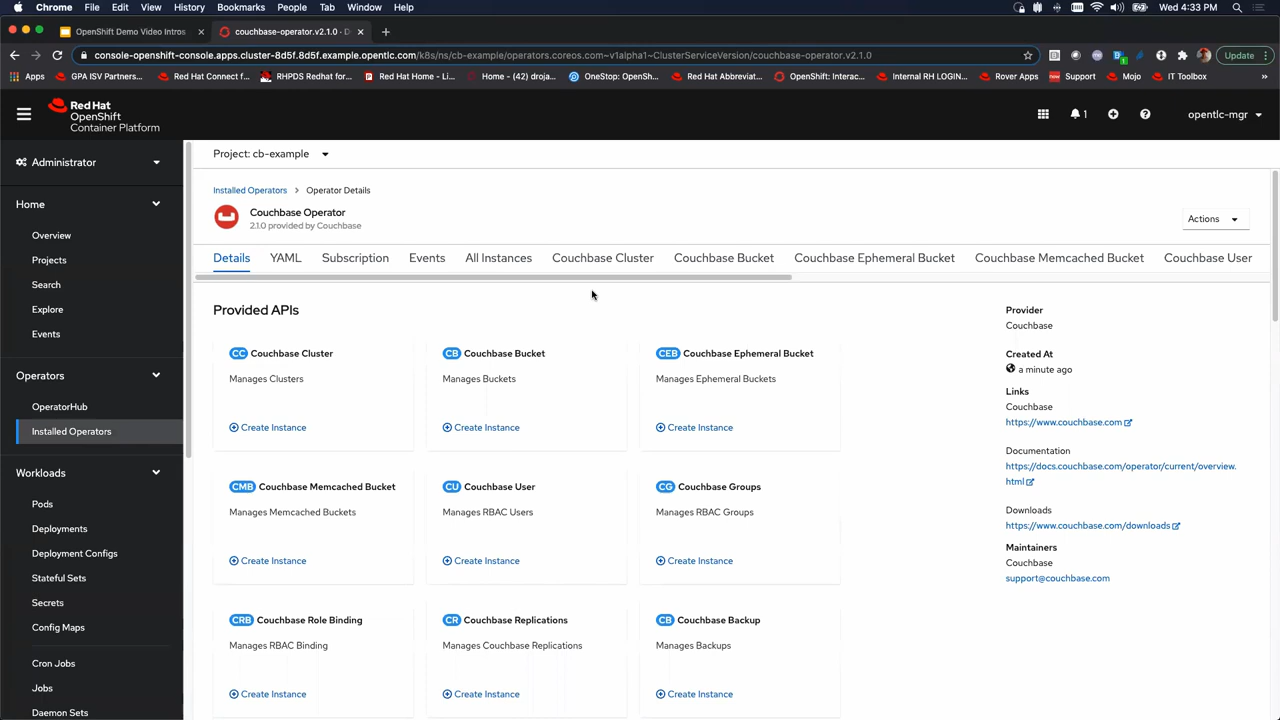 Chrome File Edit View History Bookmarks People Tab Window Help Wed 4:33 PM
OpenShift Demo Video Introns couchbase-operator.v2.1.0 · D
console-openshift-console.apps.cluster-8d5f.8d5f.example.opentlc.com/k8s/ns/cb-example/operators.coreos.com~v1alpha1~ClusterServiceVersion/couchbase-operator.v2.1.0 Update
Apps GPA ISV Partners... Red Hat Connect f... RHPDS Redhat for... Red Hat Home - Li... Home - (42) droja... OneStop: OpenSh... Red Hat Abbreviat... OpenShift: Interac... Internal RH LOGIN... Rover Apps Support Mojo IT Toolbox »
Red Hat
OpenShift
Container Platform
1 opentlc-mgr
Administrator
Home
Overview
Projects
Search
Explore
Events
Operators
OperatorHub
Installed Operators
Workloads
Pods
Deployments
Deployment Configs
Stateful Sets
Secrets
Config Maps
Cron Jobs
Jobs
Daemon Sets
Project: cb-example
Installed Operators > Operator Details
Couchbase Operator
2.1.0 provided by Couchbase
Actions
Details YAML Subscription Events All Instances Couchbase Cluster Couchbase Bucket Couchbase Ephemeral Bucket Couchbase Memcached Bucket Couchbase User
Provided APIs
CC Couchbase Cluster
Manages Clusters
Create Instance
CB Couchbase Bucket
Manages Buckets
Create Instance
CEB Couchbase Ephemeral Bucket
Manages Ephemeral Buckets
Create Instance
CMB Couchbase Memcached Bucket
Manages Memcached Buckets
Create Instance
CU Couchbase User
Manages RBAC Users
Create Instance
CG Couchbase Groups
Manages RBAC Groups
Create Instance
CRB Couchbase Role Binding
Manages RBAC Binding
Create Instance
CR Couchbase Replications
Manages Couchbase Replications
Create Instance
CB Couchbase Backup
Manages Backups
Create Instance
Provider
Couchbase
Created At
a minute ago
Links
Couchbase
https://www.couchbase.com
Documentation
https://docs.couchbase.com/operator/current/overview.
html
Downloads
https://www.couchbase.com/downloads
Maintainers
Couchbase
support@couchbase.com